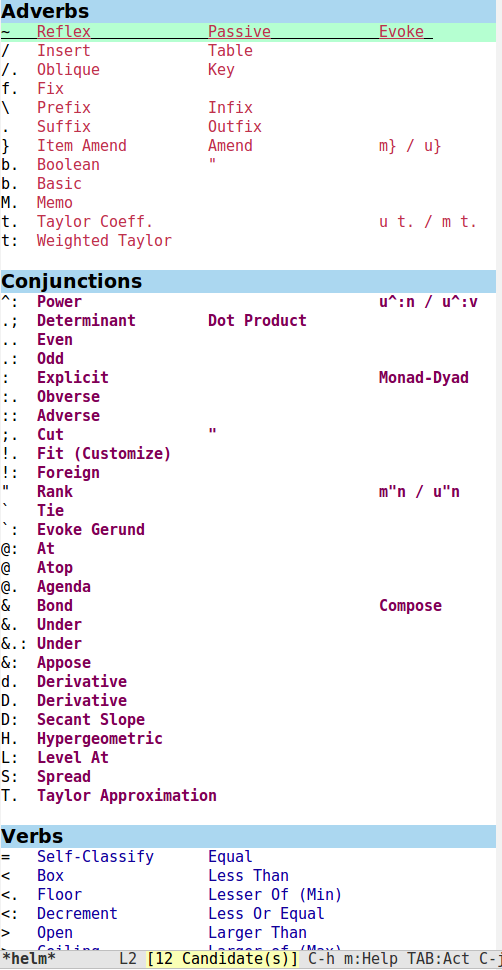 Adverbs
~ Reflex Passive Evoke
/ Insert Table
/. Oblique Key
f. Fix
\ Prefix Infix
. Suffix Outfix
} Item Amend Amend m} / u}
b. Boolean "
b. Basic
M. Memo
t. Taylor Coeff. u t. / m t.
t: Weighted Taylor
Conjunctions
^: Power u^:n / u^:v
.; Determinant Dot Product
.. Even
.: Odd
: Explicit Monad-Dyad
:. Obverse
:: Adverse
;. Cut "
!. Fit (Customize)
!: Foreign
" Rank m"n / u"n
` Tie
`: Evoke Gerund
@: At
@ Atop
@. Agenda
& Bond Compose
&. Under
&.: Under
&: Appose
d. Derivative
D. Derivative
D: Secant Slope
H. Hypergeometric
L: Level At
S: Spread
T. Taylor Approximation
Verbs
= Self-Classify Equal
< Box Less Than
<. Floor Lesser Of (Min)
<: Decrement Less Or Equal
> Open Larger Than
Ceiling Larger of (Max)
*helm* L2 [12 Candidate(s)] C-h m:Help TAB:Act